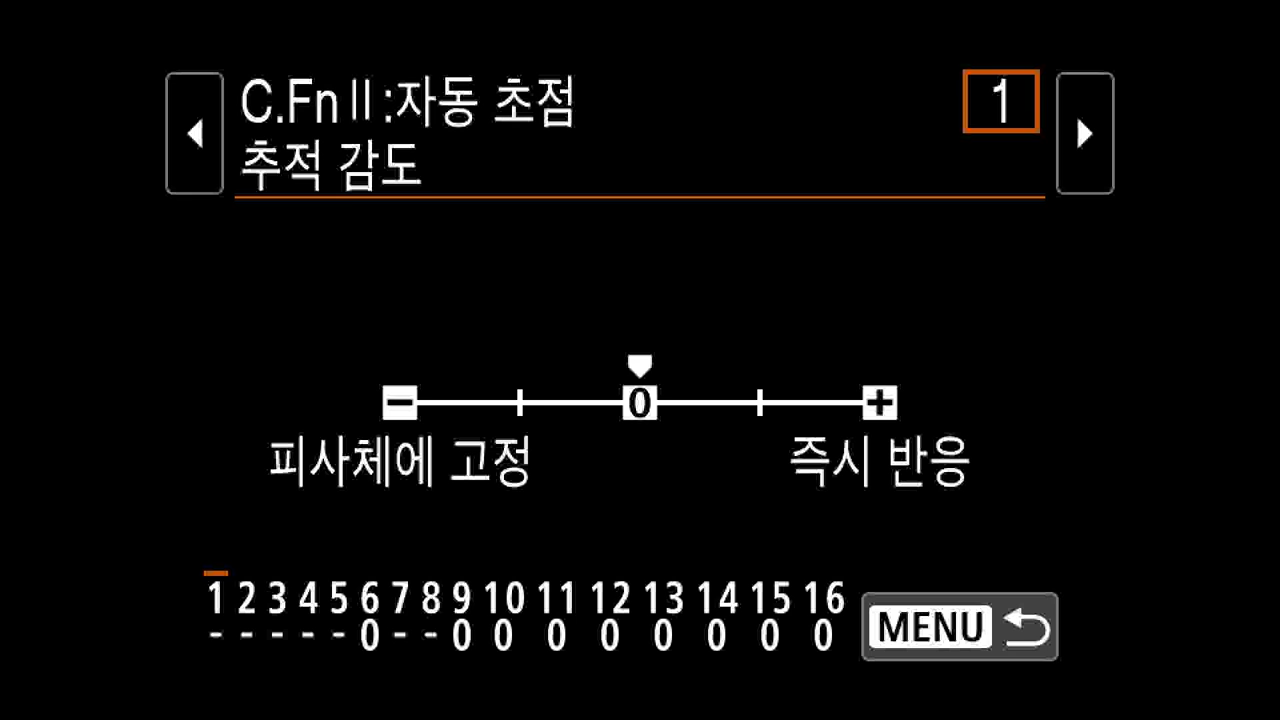 C.FnⅡ:자동 초점 1
추적 감도
− 0 +
피사체에 고정 즉시 반응
1 2 3 4 5 6 7 8 9 10 11 12 13 14 15 16
- - - - - 0 - - 0 0 0 0 0 0 0 0
MENU